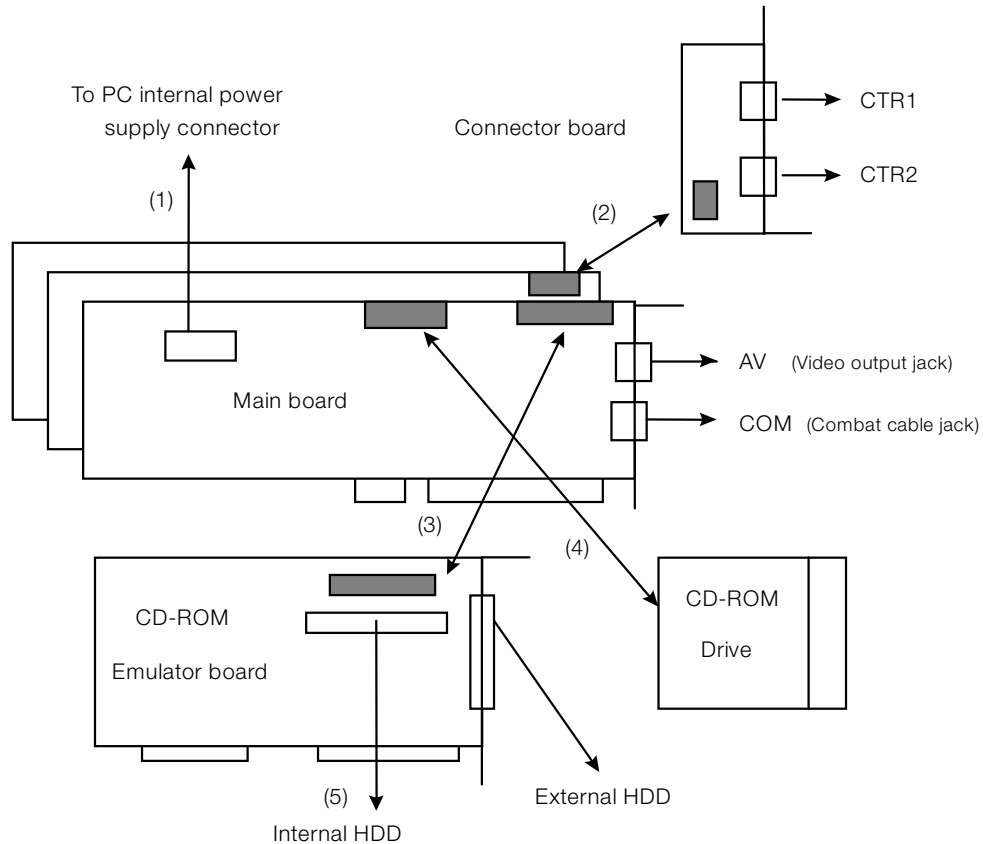 To PC internal power
supply connector
Connector board
CTR1
CTR2
(1)
(2)
Main board
AV (Video output jack)
COM (Combat cable jack)
(3)
(4)
CD-ROM
Emulator board
CD-ROM
Drive
(5)
Internal HDD
External HDD